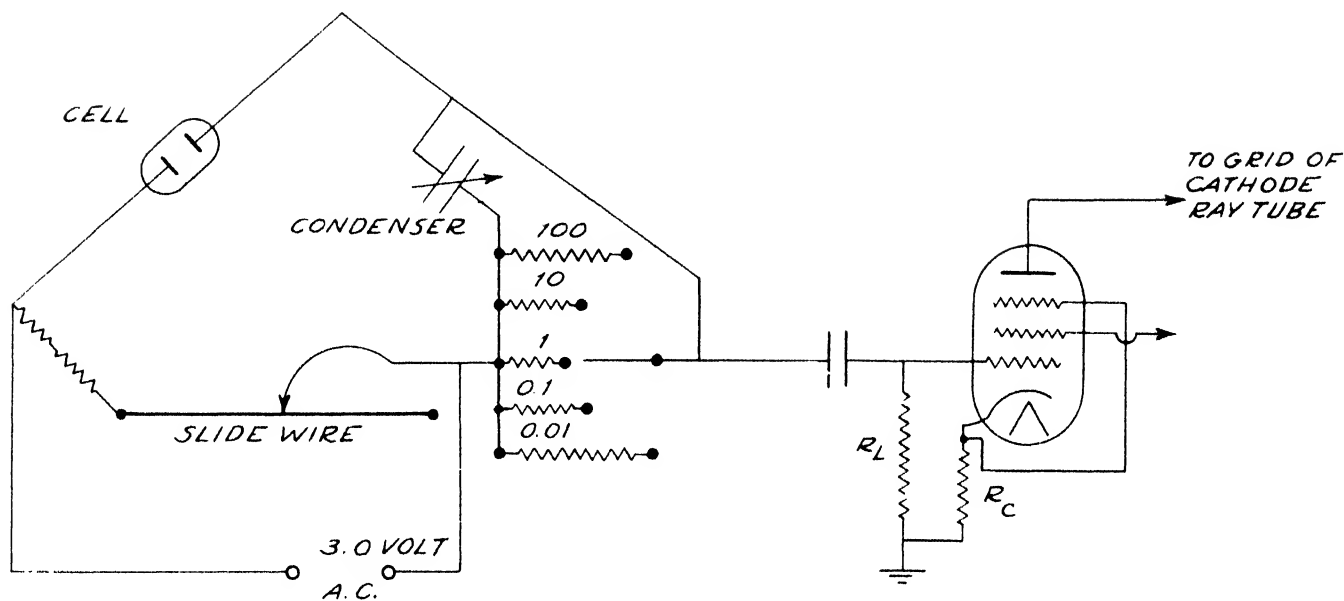 CELL
CONDENSER
100
10
1
0.1
0.01
SLIDE WIRE
3.0 VOLT
A.C.
TO GRID OF
CATHODE
RAY TUBE
R_L
R_C